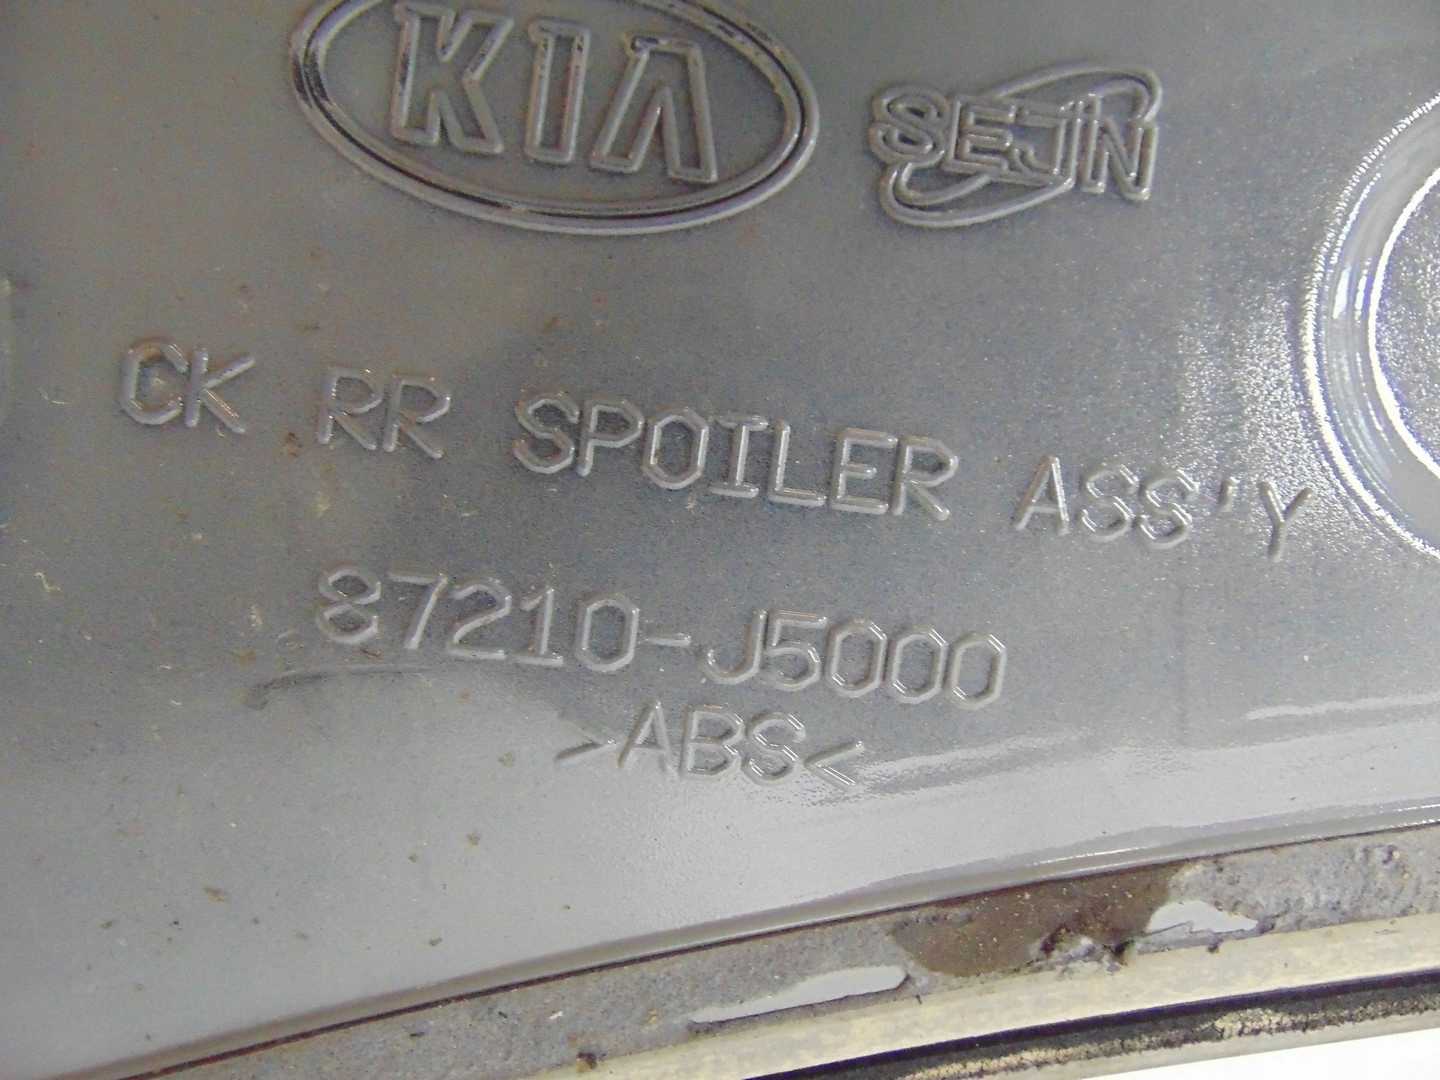 KIA SEJIN
CK RR SPOILER ASS'Y
87210-J5000
>ABS<